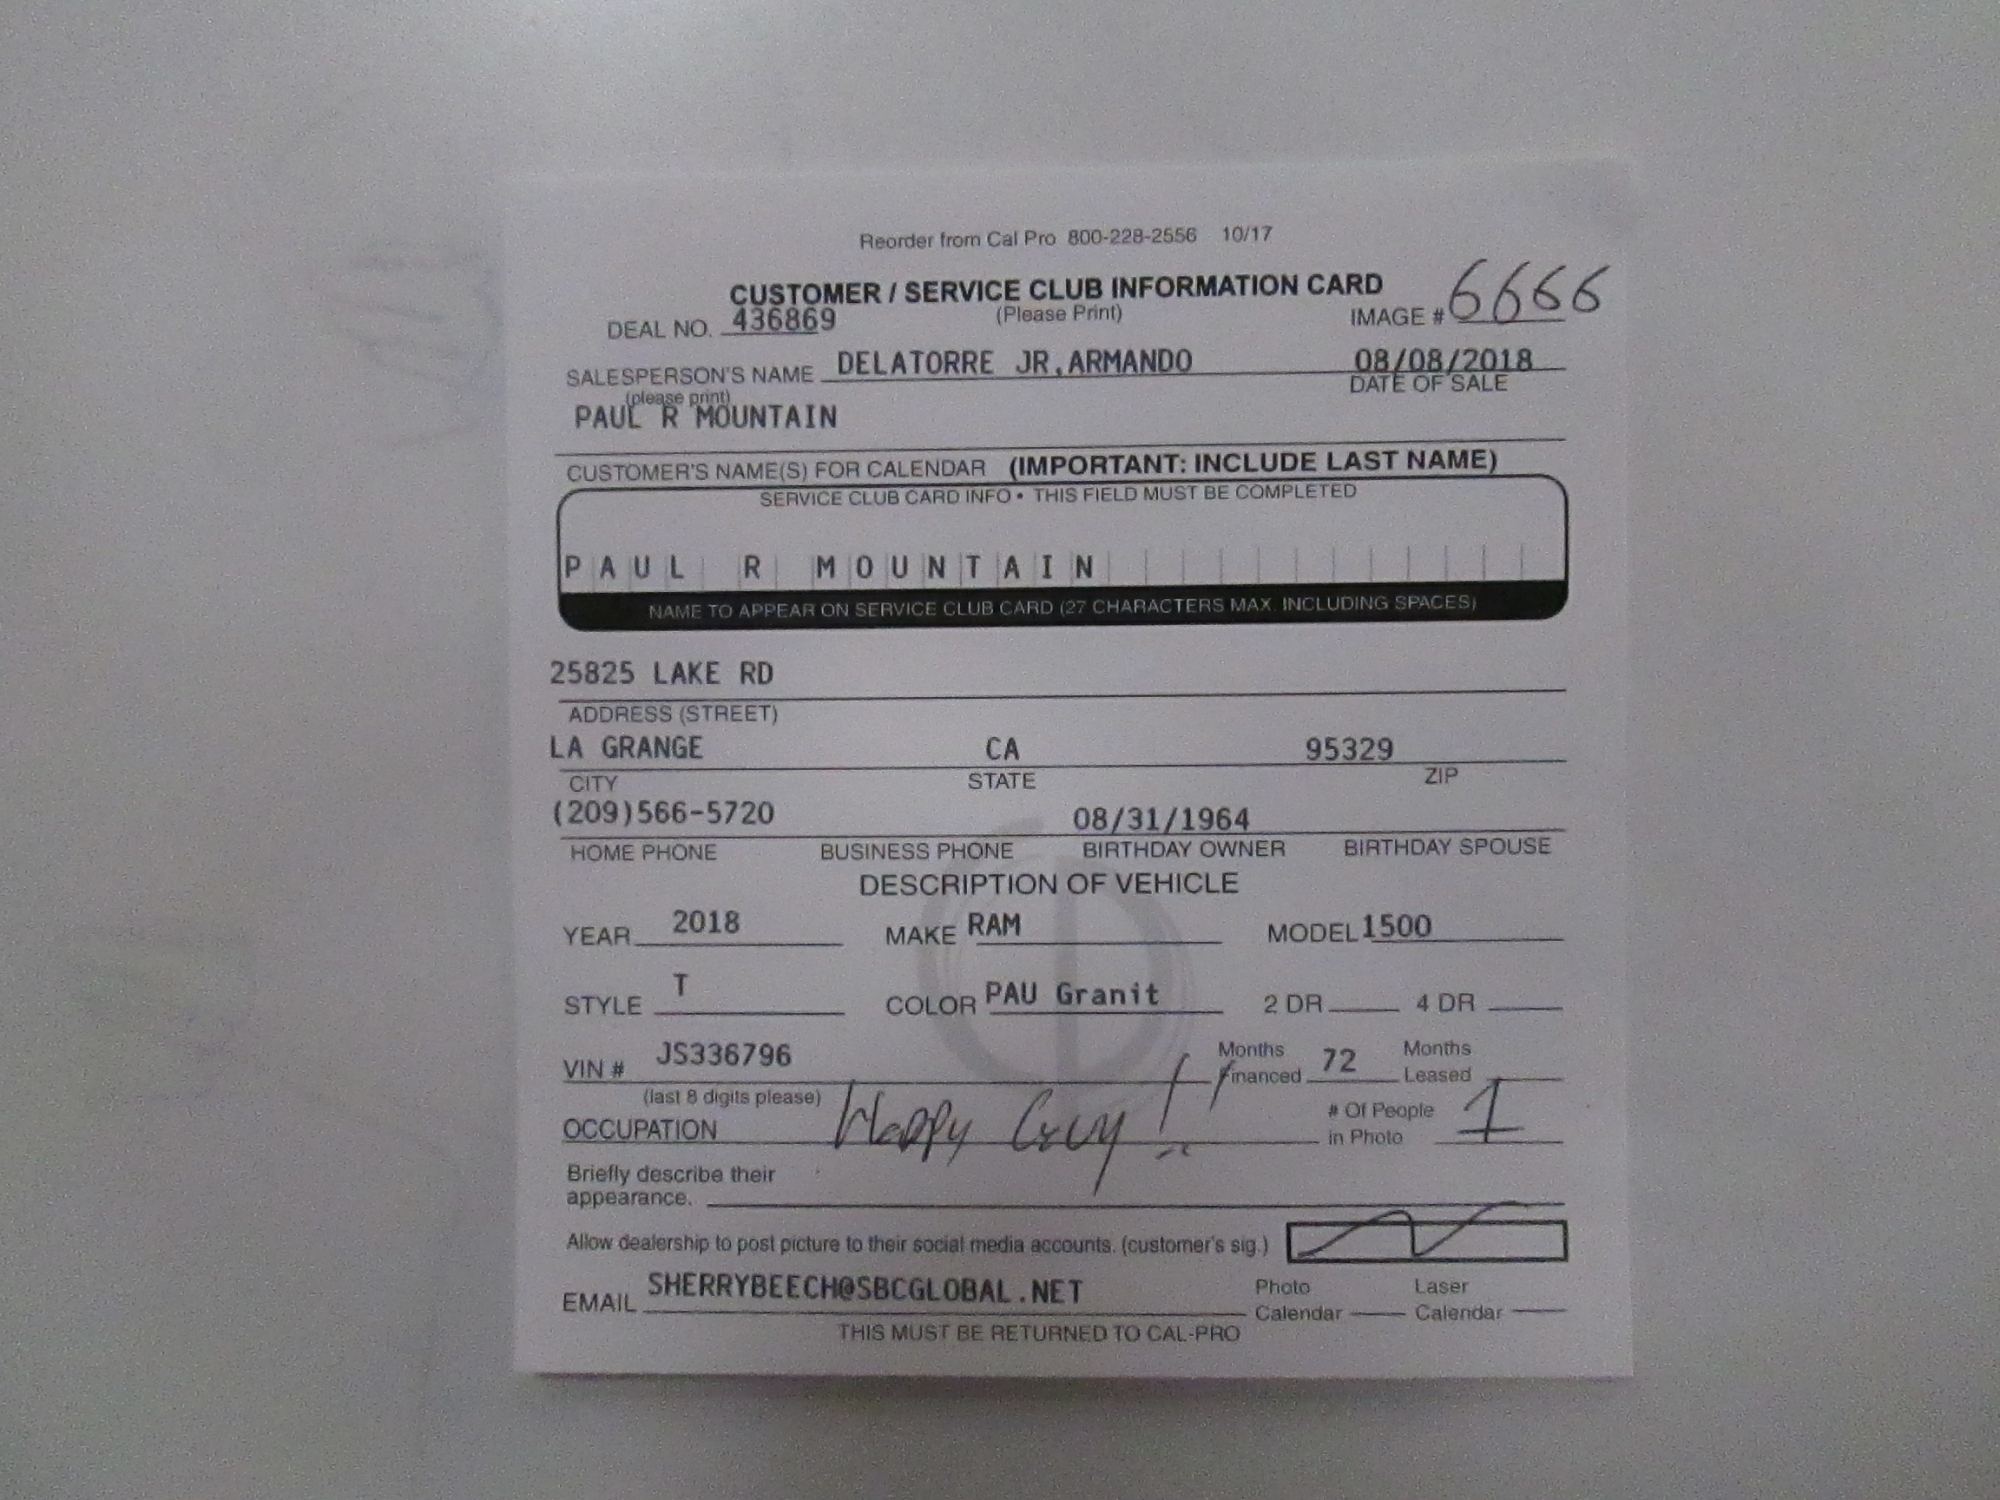 Reorder from Cal Pro 800-228-2556 10/17
CUSTOMER / SERVICE CLUB INFORMATION CARD
(Please Print)
DEAL NO. 436869
IMAGE # 6666
SALESPERSON'S NAME DELATORRE JR,ARMANDO 08/08/2018
(please print) DATE OF SALE
PAUL R MOUNTAIN
CUSTOMER'S NAME(S) FOR CALENDAR (IMPORTANT: INCLUDE LAST NAME)
SERVICE CLUB CARD INFO • THIS FIELD MUST BE COMPLETED
PAUL R MOUNTAIN
NAME TO APPEAR ON SERVICE CLUB CARD (27 CHARACTERS MAX. INCLUDING SPACES)
25825 LAKE RD
ADDRESS (STREET)
LA GRANGE CA 95329
CITY STATE ZIP
(209)566-5720 08/31/1964
HOME PHONE BUSINESS PHONE BIRTHDAY OWNER BIRTHDAY SPOUSE
DESCRIPTION OF VEHICLE
YEAR 2018 MAKE RAM MODEL 1500
STYLE T COLOR PAU Granit 2 DR 4 DR
VIN # JS336796 Months Financed 72 Months Leased
(last 8 digits please)
OCCUPATION Happy Guy!! # Of People in Photo 1
Briefly describe their
appearance.
Allow dealership to post picture to their social media accounts. (customer's sig.)
EMAIL SHERRYBEECH@SBCGLOBAL.NET Photo Calendar Laser Calendar
THIS MUST BE RETURNED TO CAL-PRO